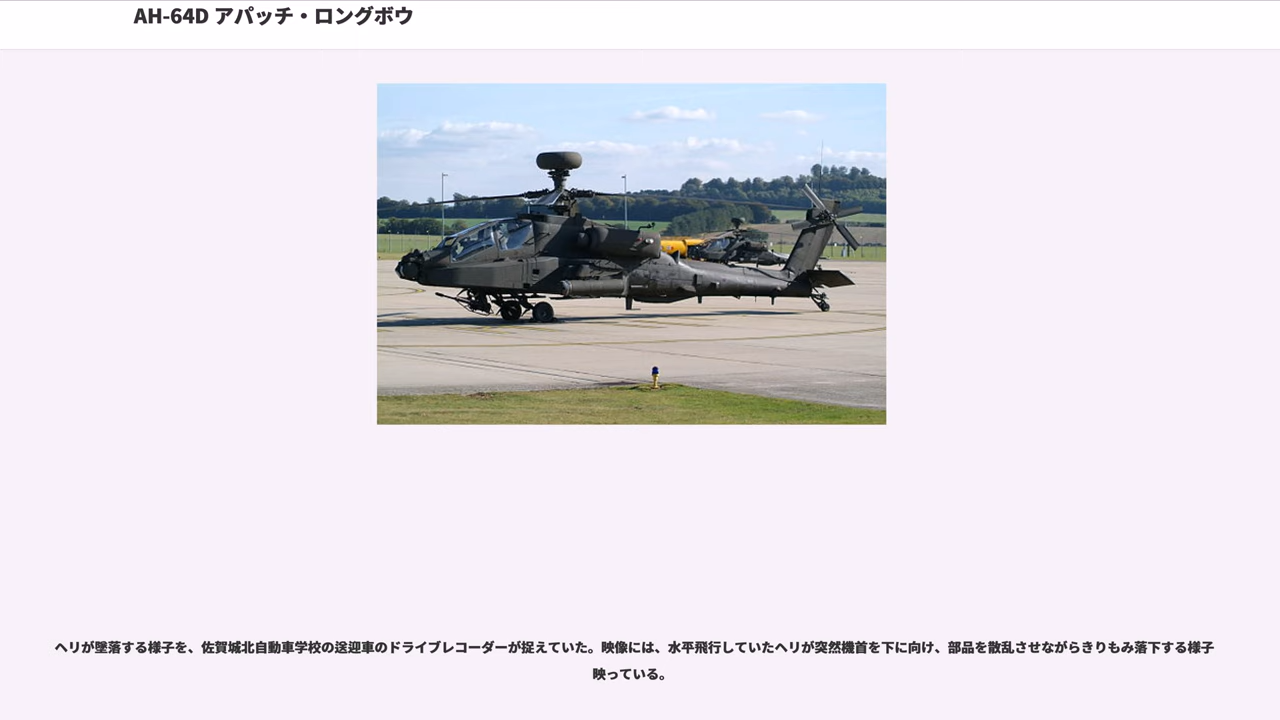 AH-64D アパッチ・ロングボウ
ヘリが墜落する様子を、佐賀城北自動車学校の送迎車のドライブレコーダーが捉えていた。映像には、水平飛行していたヘリが突然機首を下に向け、部品を散乱させながらきりもみ落下する様子
映っている。